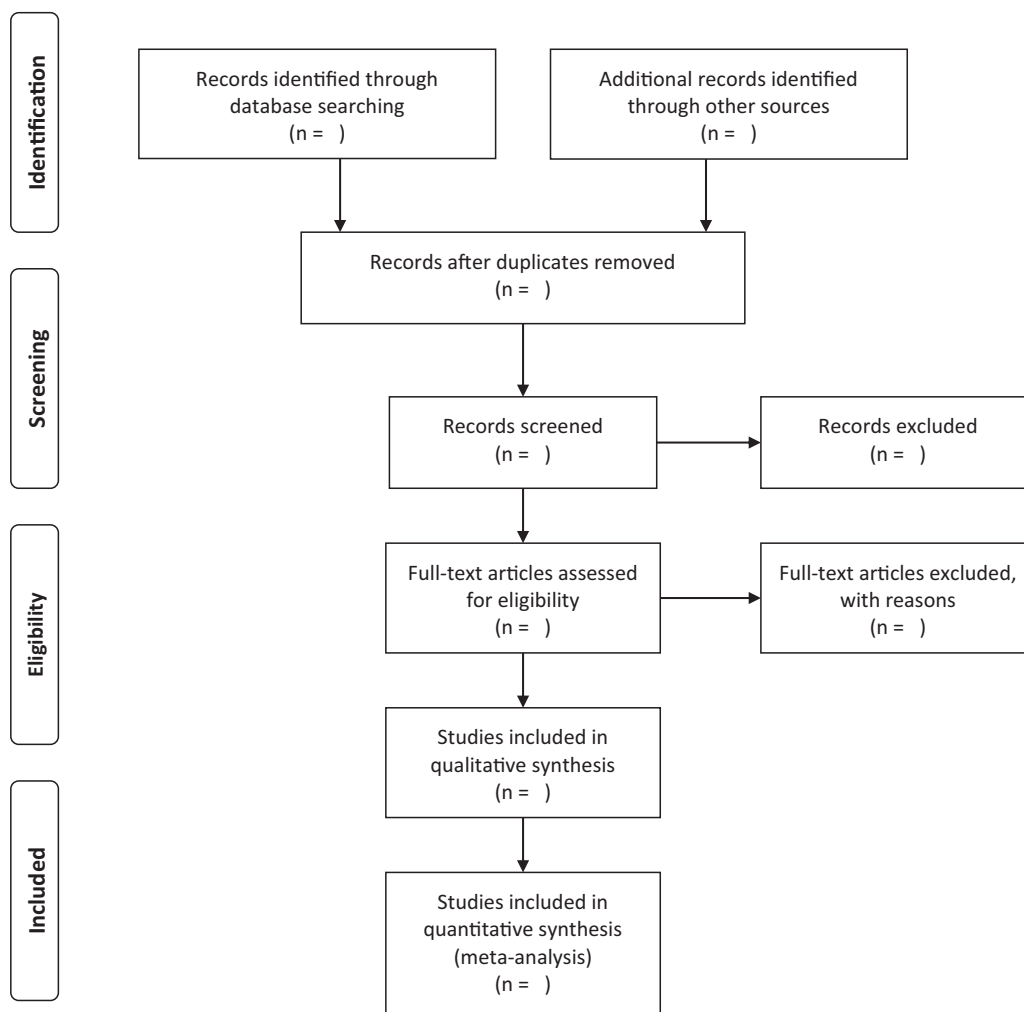 Identification
Records identified through
database searching
(n =   )
Additional records identified
through other sources
(n =   )
Records after duplicates removed
(n =   )
Screening
Records screened
(n =   )
Records excluded
(n =   )
Eligibility
Full-text articles assessed
for eligibility
(n =   )
Full-text articles excluded,
with reasons
(n =   )
Studies included in
qualitative synthesis
(n =   )
Included
Studies included in
quantitative synthesis
(meta-analysis)
(n =   )